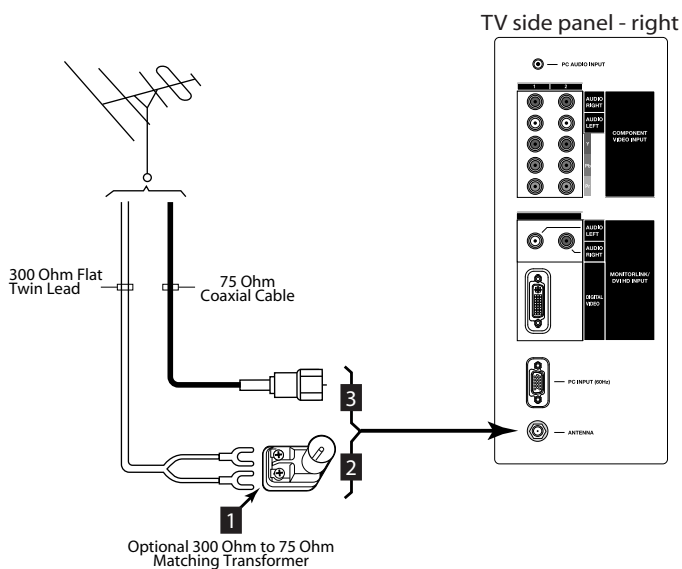 TV side panel - right
PC AUDIO INPUT
1 2
AUDIO
RIGHT
AUDIO
LEFT
Y
Pb
Pr
COMPONENT
VIDEO INPUT
AUDIO
LEFT
AUDIO
RIGHT
DIGITAL
VIDEO
MONITORLINK/
DVI HD INPUT
PC INPUT (60Hz)
ANTENNA
300 Ohm Flat
Twin Lead
75 Ohm
Coaxial Cable
3
2
1
Optional 300 Ohm to 75 Ohm
Matching Transformer